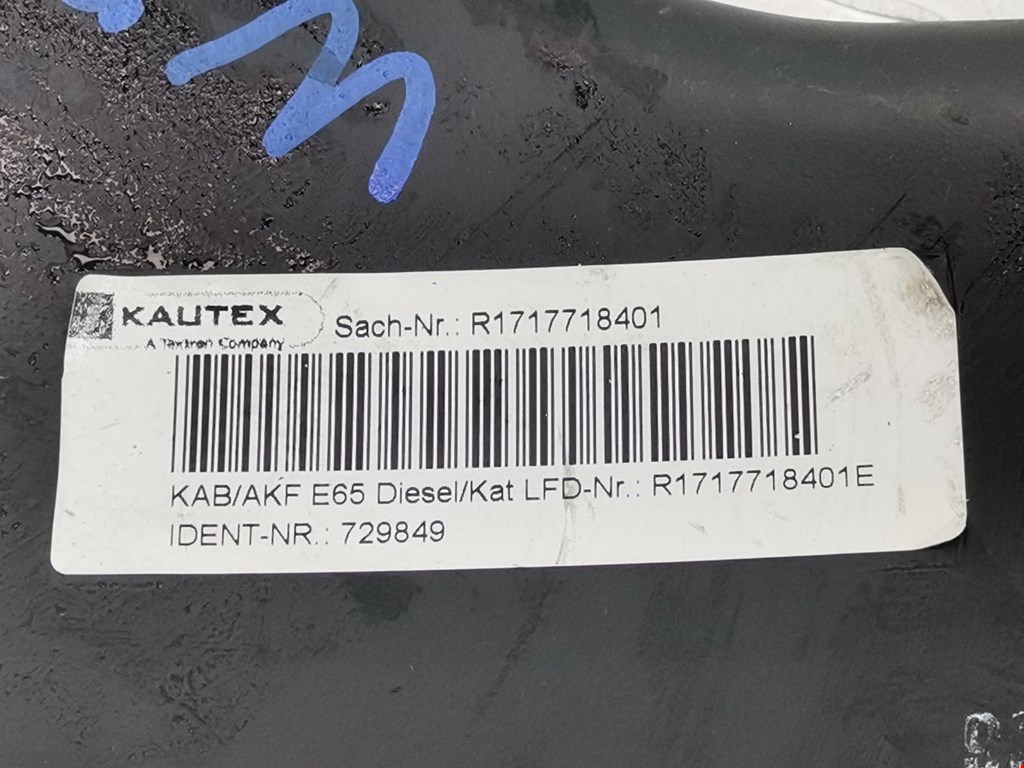 KAUTEX
A Textron Company
Sach-Nr.: R1717718401
KAB/AKF E65 Diesel/Kat LFD-Nr.: R1717718401E
IDENT-NR.: 729849